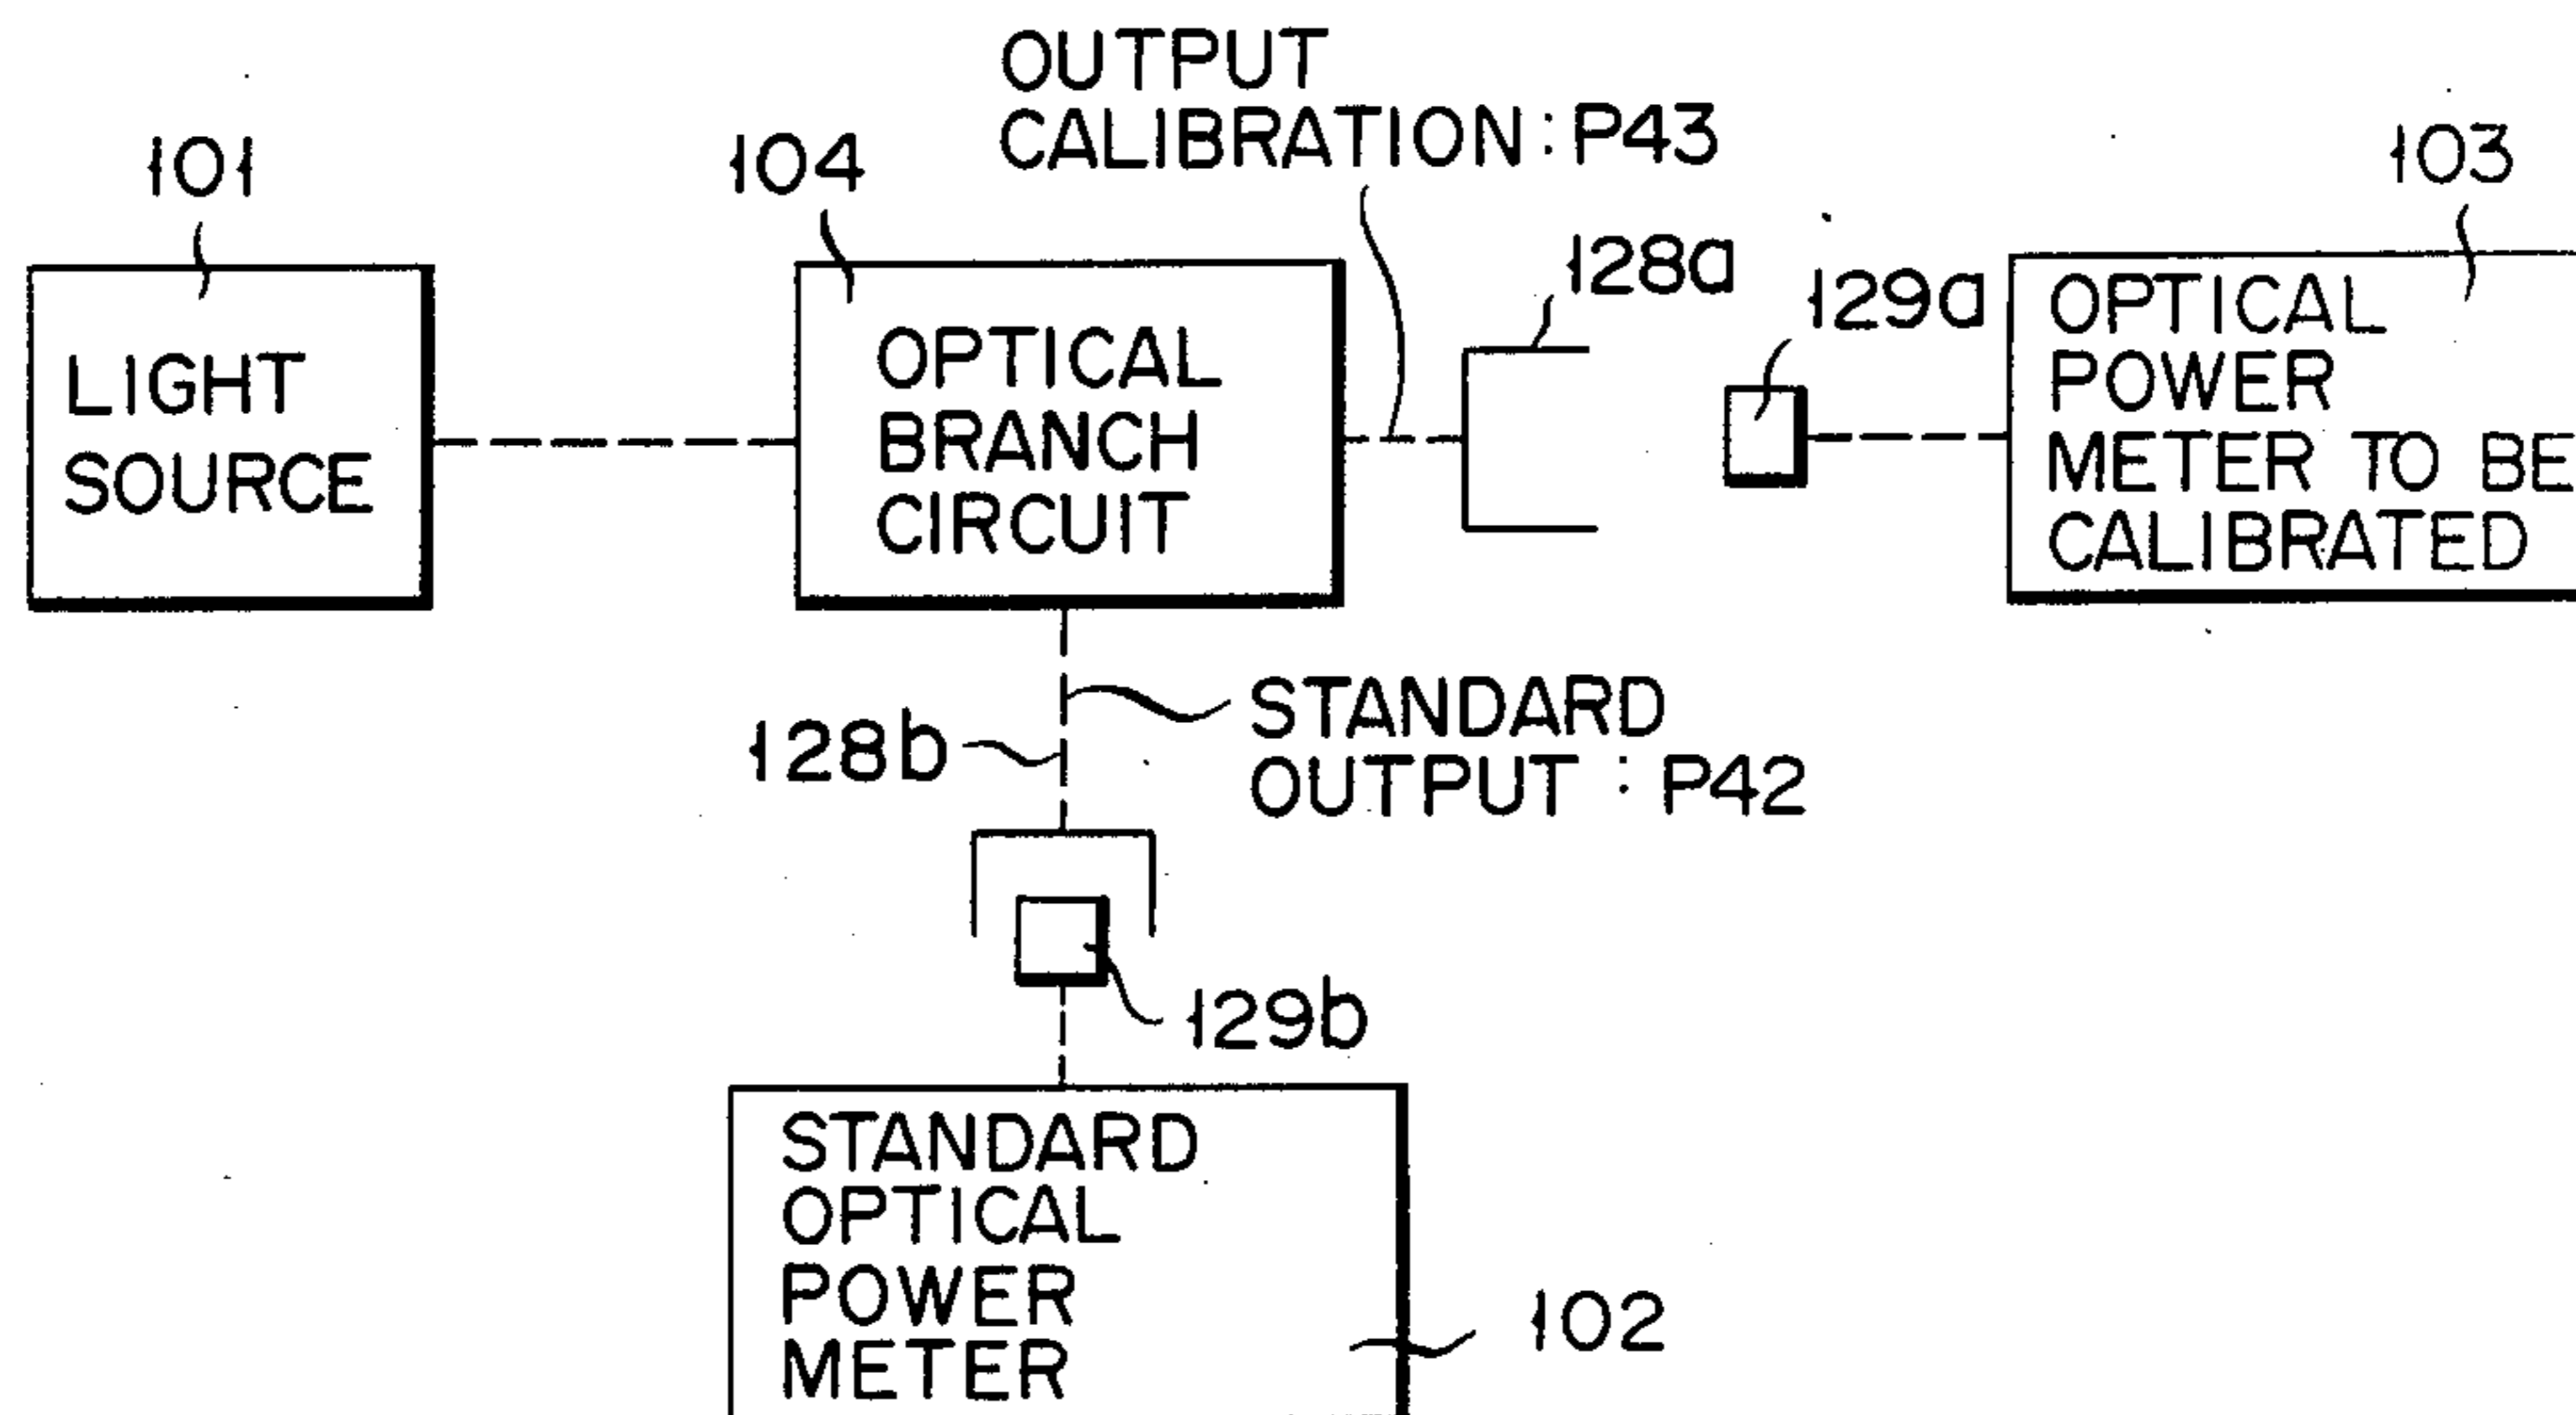 OUTPUT
CALIBRATION : P43
101
104
103
128a
129a
LIGHT
SOURCE
OPTICAL
BRANCH
CIRCUIT
OPTICAL
POWER
METER TO BE
CALIBRATED
128b
STANDARD
OUTPUT : P42
129b
STANDARD
OPTICAL
POWER
METER
102